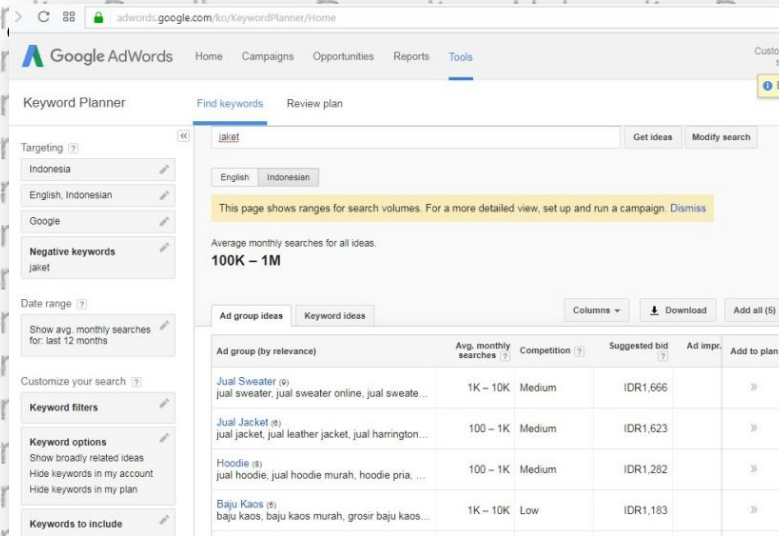 adwords.google.com/ko/KeywordPlanner/Home
Google AdWords Home Campaigns Opportunities Reports Tools
Keyword Planner Find keywords Review plan
Targeting ?
Indonesia
English, Indonesian
Google
Negative keywords
jaket
Date range ?
Show avg. monthly searches
for: last 12 months
Customize your search ?
Keyword filters
Keyword options
Show broadly related ideas
Hide keywords in my account
Hide keywords in my plan
Keywords to include
jaket Get ideas Modify search
English Indonesian
This page shows ranges for search volumes. For a more detailed view, set up and run a campaign. Dismiss
Average monthly searches for all ideas.
100K – 1M
Ad group ideas Keyword ideas Columns Download Add all (5)
Ad group (by relevance) Avg. monthly searches ? Competition ? Suggested bid ? Ad impr. Add to plan
Jual Sweater (9) 1K – 10K Medium IDR1,666 »
jual sweater, jual sweater online, jual sweate...
Jual Jacket (6) 100 – 1K Medium IDR1,623 »
jual jacket, jual leather jacket, jual harrington...
Hoodie (8) 100 – 1K Medium IDR1,282 »
jual hoodie, jual hoodie murah, hoodie pria, ...
Baju Kaos (5) 1K – 10K Low IDR1,183 »
baju kaos, baju kaos murah, grosir baju kaos...